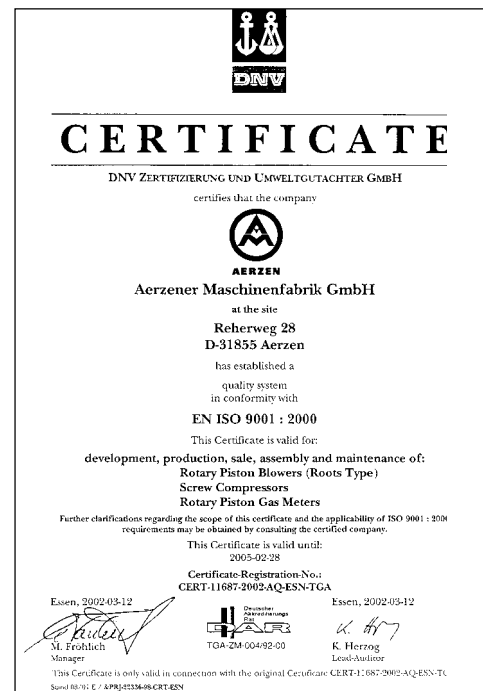 DNV
CERTIFICATE
DNV ZERTIFIZIERUNG UND UMWELTGUTACHTER GMBH
certifies that the company
AERZEN
Aerzener Maschinenfabrik GmbH
at the site
Reherweg 28
D-31855 Aerzen
has established a
quality system
in conformity with
EN ISO 9001 : 2000
This Certificate is valid for:
development, production, sale, assembly and maintenance of:
Rotary Piston Blowers (Roots Type)
Screw Compressors
Rotary Piston Gas Meters
Further clarifications regarding the scope of this certificate and the applicability of ISO 9001 : 200
requirements may be obtained by consulting the certified company.
This Certificate is valid until:
2005-02-28
Certificate-Registration-No.:
CERT-11687-2002-AQ-ESN-TGA
Essen, 2002-03-12
M. Fröhlich
Manager
Deutscher
Akkreditierungs
Rat
DAR
TGA-ZM-004/92-00
Essen, 2002-03-12
K. Herzog
Lead-Auditor
This Certificate is only valid in connection with the original Certificate CERT-11687-2002-AQ-ESN-TG